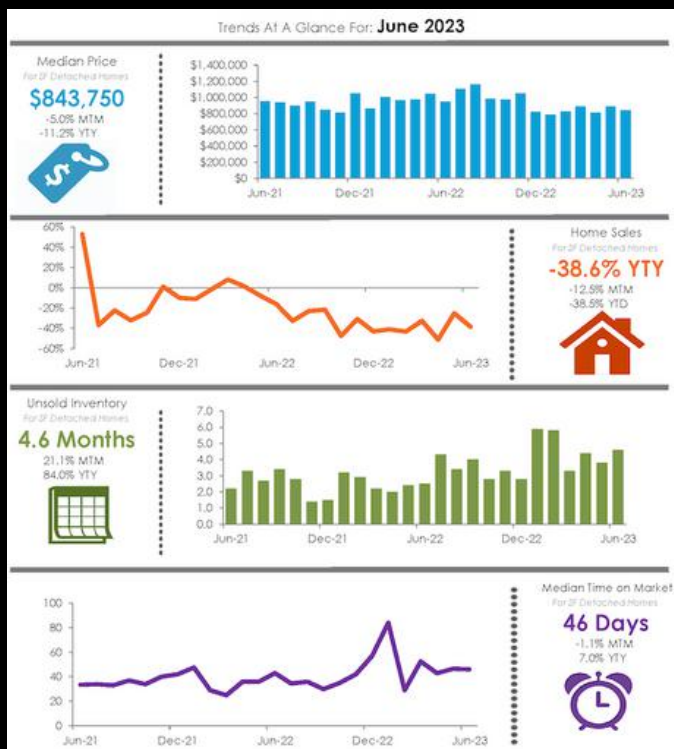 Trends At A Glance For: June 2023
Median Price
For SF Detached Homes
$843,750
-5.0% MTM
-11.2% YTY
$
$1,400,000
$1,200,000
$1,000,000
$800,000
$600,000
$400,000
$200,000
$0
Jun-21 Dec-21 Jun-22 Dec-22 Jun-23
60%
40%
20%
0%
-20%
-40%
-60%
Jun-21 Dec-21 Jun-22 Dec-22 Jun-23
Home Sales
For SF Detached Homes
-38.6% YTY
-12.5% MTM
-38.5% YTD
Unsold Inventory
For SF Detached Homes
4.6 Months
21.1% MTM
84.0% YTY
7.0
6.0
5.0
4.0
3.0
2.0
1.0
0.0
Jun-21 Dec-21 Jun-22 Dec-22 Jun-23
100
80
60
40
20
0
Jun-21 Dec-21 Jun-22 Dec-22 Jun-23
Median Time on Market
For SF Detached Homes
46 Days
-1.1% MTM
7.0% YTY